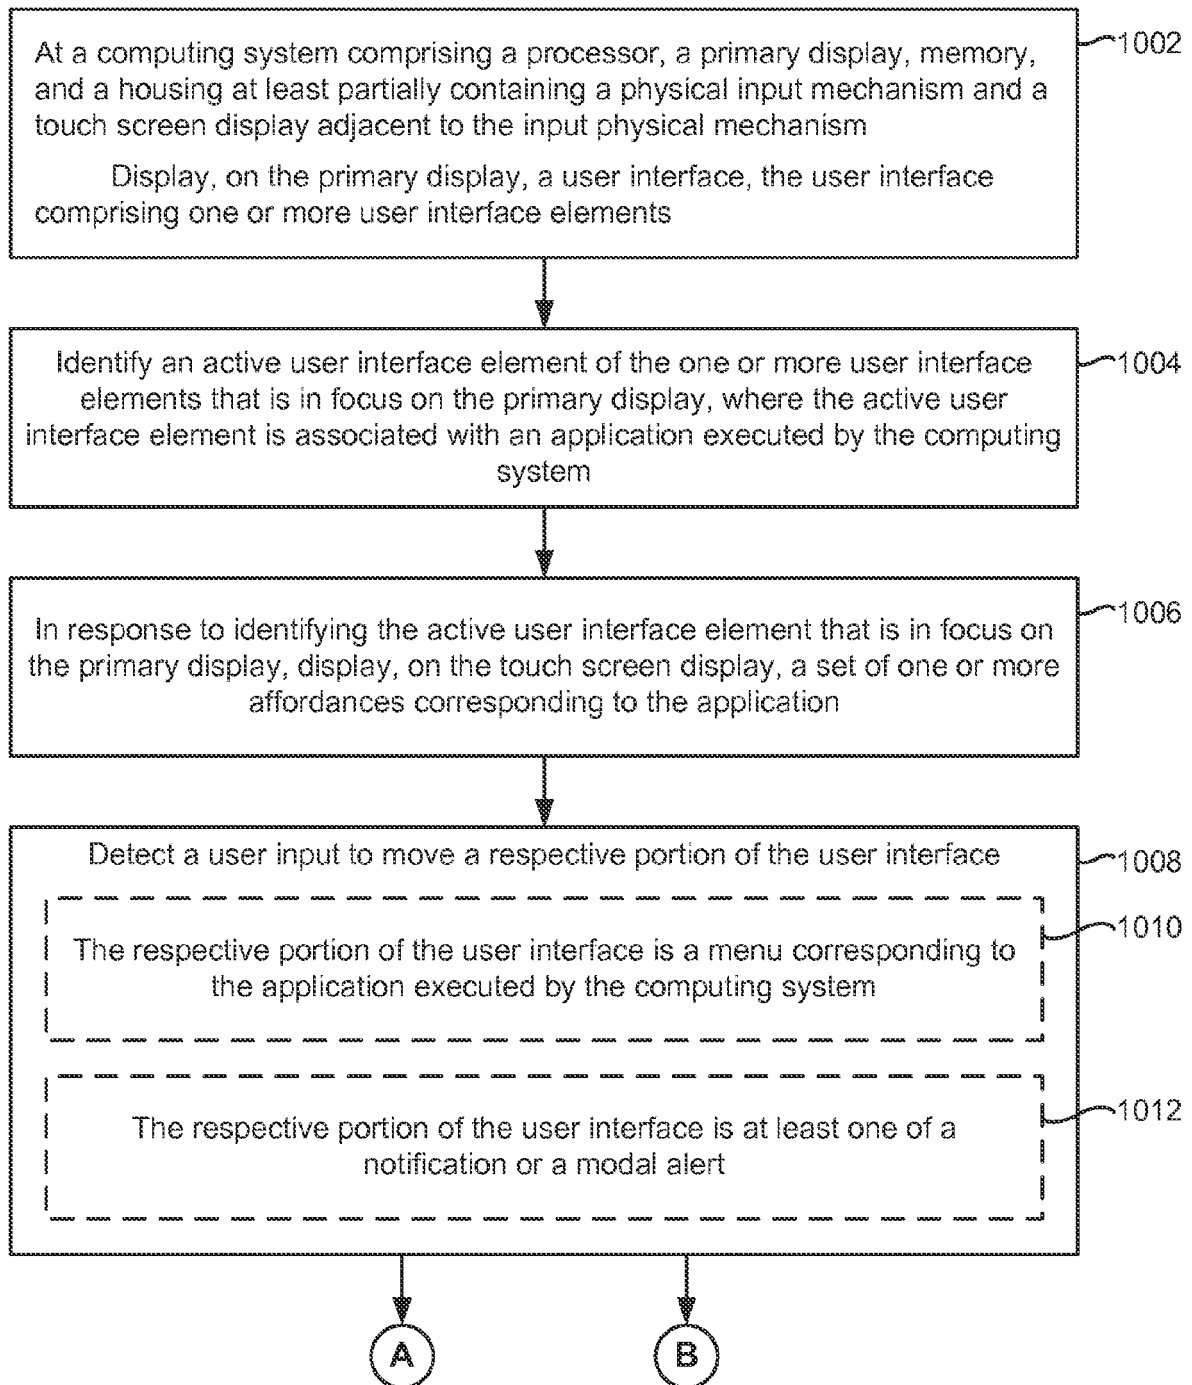 At a computing system comprising a processor, a primary display, memory,
and a housing at least partially containing a physical input mechanism and a
touch screen display adjacent to the input physical mechanism
Display, on the primary display, a user interface, the user interface
comprising one or more user interface elements
1002
Identify an active user interface element of the one or more user interface
elements that is in focus on the primary display, where the active user
interface element is associated with an application executed by the computing
system
1004
In response to identifying the active user interface element that is in focus on
the primary display, display, on the touch screen display, a set of one or more
affordances corresponding to the application
1006
Detect a user input to move a respective portion of the user interface
1008
The respective portion of the user interface is a menu corresponding to
the application executed by the computing system
1010
The respective portion of the user interface is at least one of a
notification or a modal alert
1012
A
B